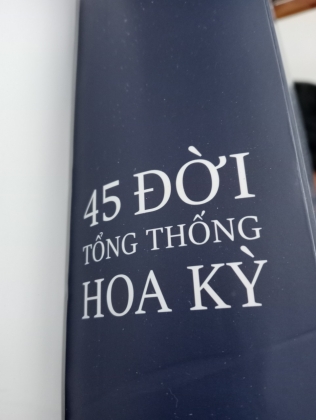 45 ĐỜI
TỔNG THỐNG
HOA KỲ